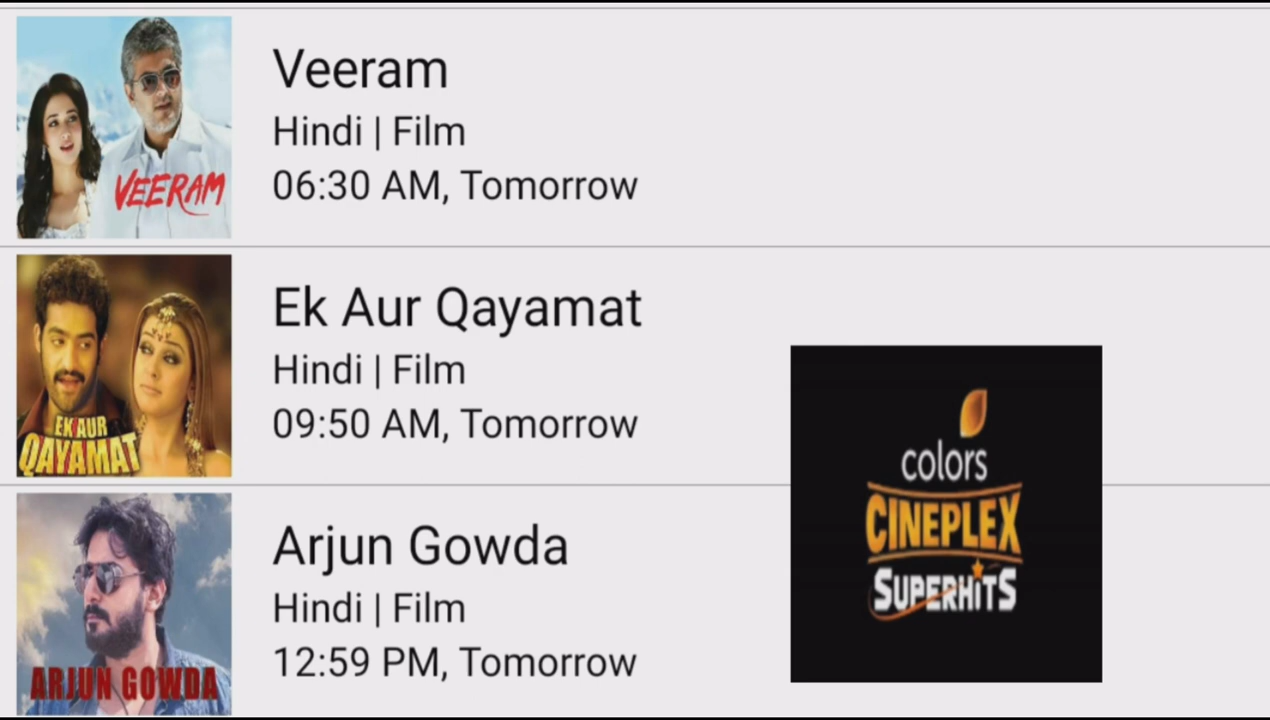 VEERAM
Veeram
Hindi | Film
06:30 AM, Tomorrow
EK AUR
QAYAMAT
Ek Aur Qayamat
Hindi | Film
09:50 AM, Tomorrow
ARJUN GOWDA
Arjun Gowda
Hindi | Film
12:59 PM, Tomorrow
colors
CINEPLEX
SUPERHiTS